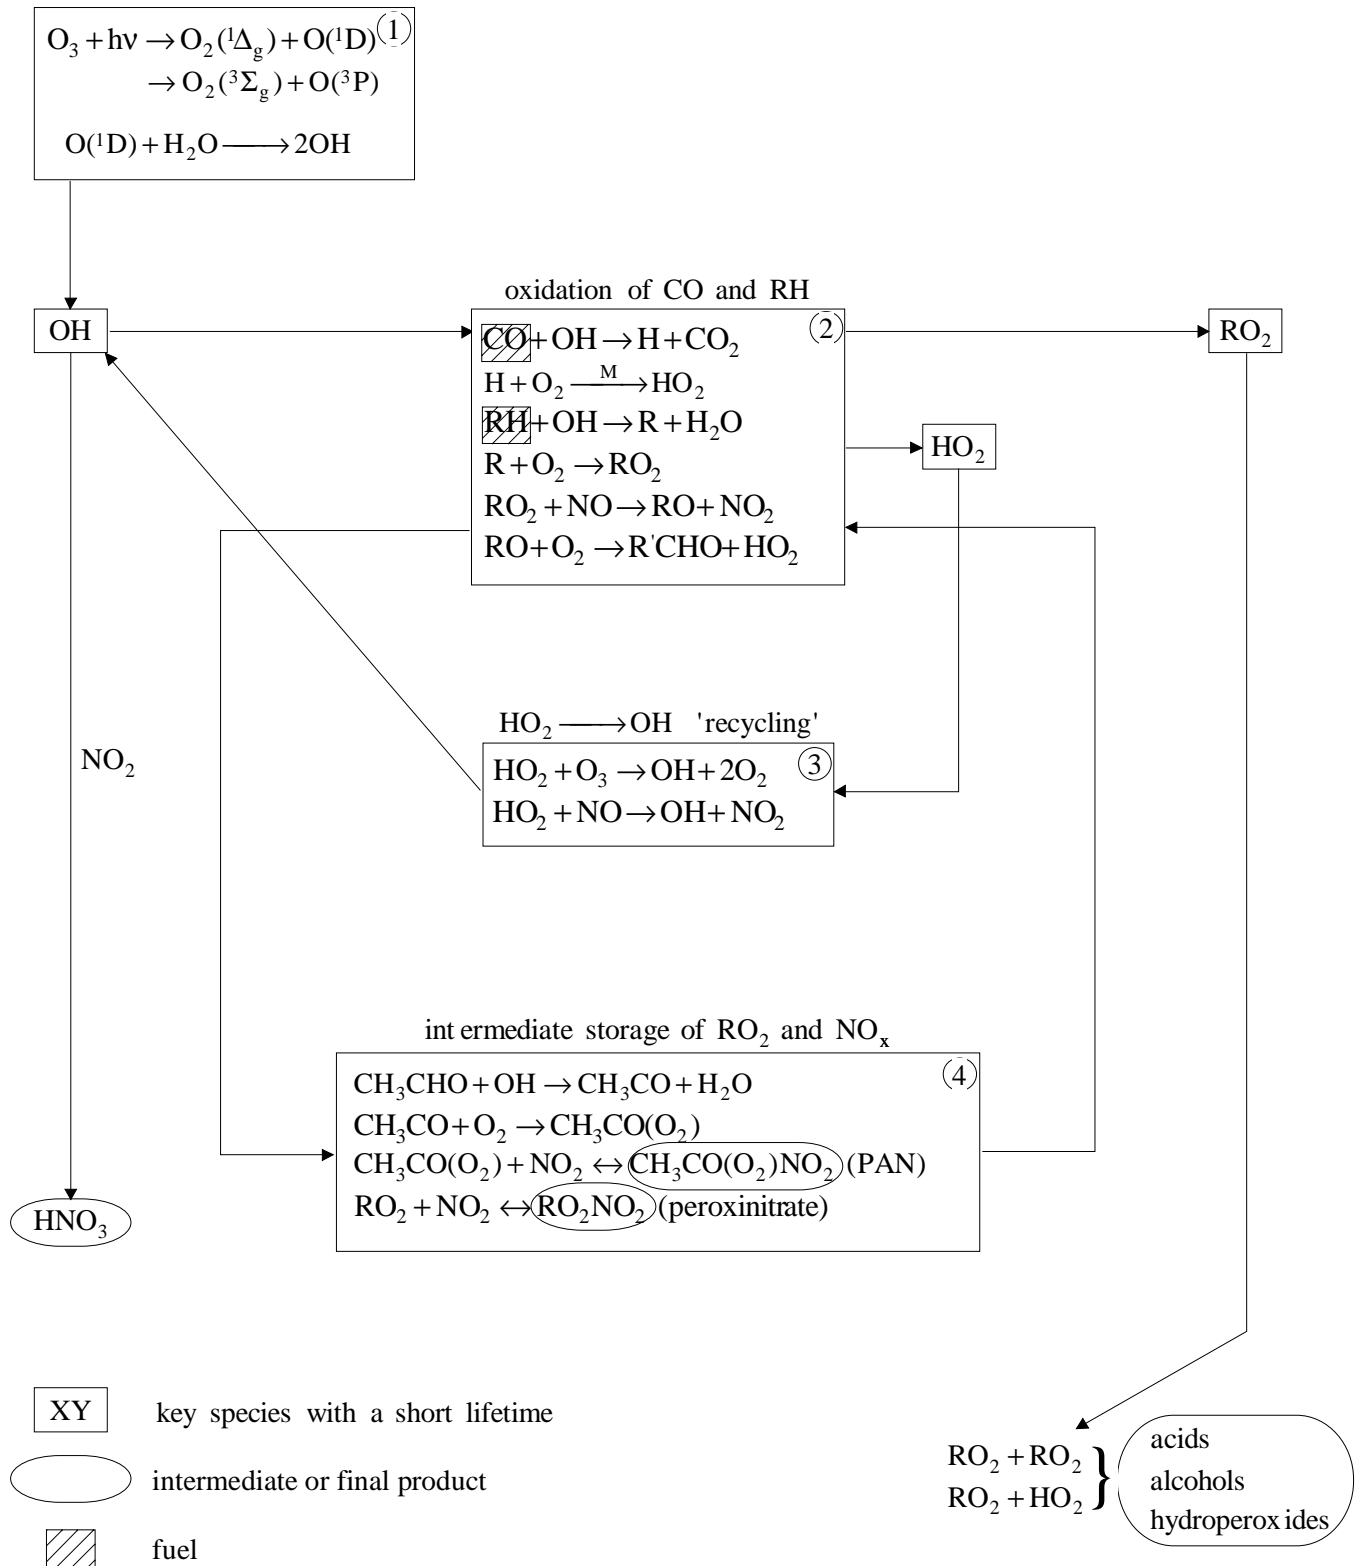 O₃ + hν → O₂(¹Δg) + O(¹D) 1
→ O₂(³Σg) + O(³P)
O(¹D) + H₂O → 2OH
oxidation of CO and RH
OH
CO + OH → H + CO₂ 2
RO₂
H + O₂ M→ HO₂
RH + OH → R + H₂O
HO₂
R + O₂ → RO₂
RO₂ + NO → RO + NO₂
RO + O₂ → R'CHO + HO₂
HO₂ → OH 'recycling'
NO₂
HO₂ + O₃ → OH + 2O₂ 3
HO₂ + NO → OH + NO₂
intermediate storage of RO₂ and NOₓ
CH₃CHO + OH → CH₃CO + H₂O 4
CH₃CO + O₂ → CH₃CO(O₂)
CH₃CO(O₂) + NO₂ ↔ CH₃CO(O₂)NO₂ (PAN)
RO₂ + NO₂ ↔ RO₂NO₂ (peroxinitrate)
HNO₃
XY key species with a short lifetime
intermediate or final product
fuel
RO₂ + RO₂
RO₂ + HO₂
}
acids
alcohols
hydroperoxides